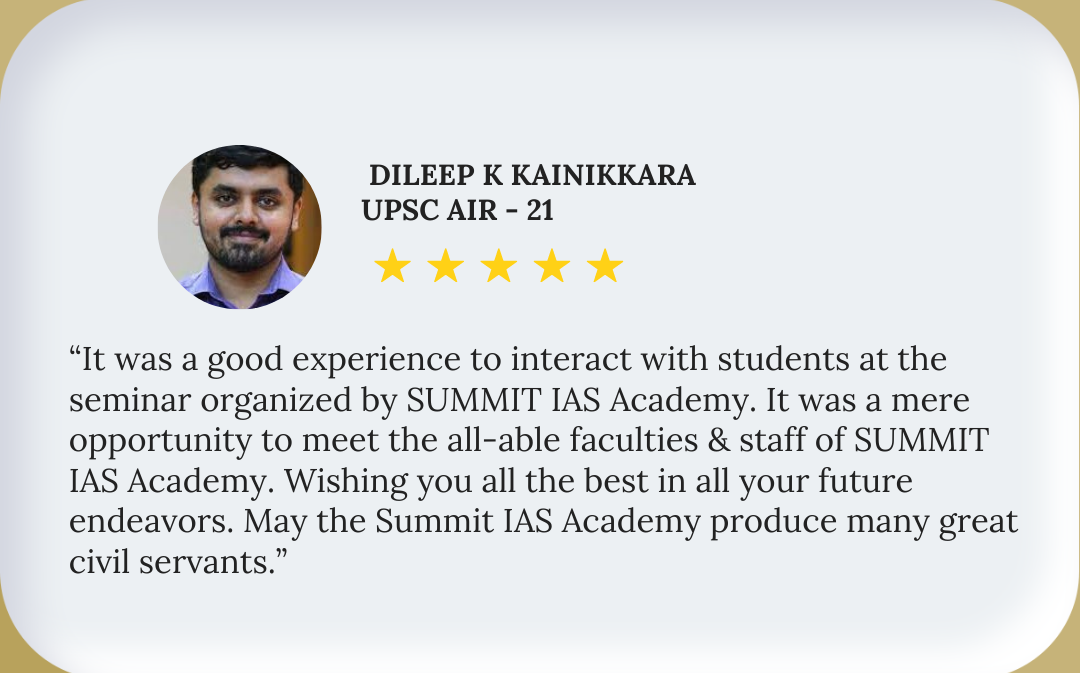 DILEEP K KAINIKKARA
UPSC AIR - 21
“It was a good experience to interact with students at the
seminar organized by SUMMIT IAS Academy. It was a mere
opportunity to meet the all-able faculties & staff of SUMMIT
IAS Academy. Wishing you all the best in all your future
endeavors. May the Summit IAS Academy produce many great
civil servants.”